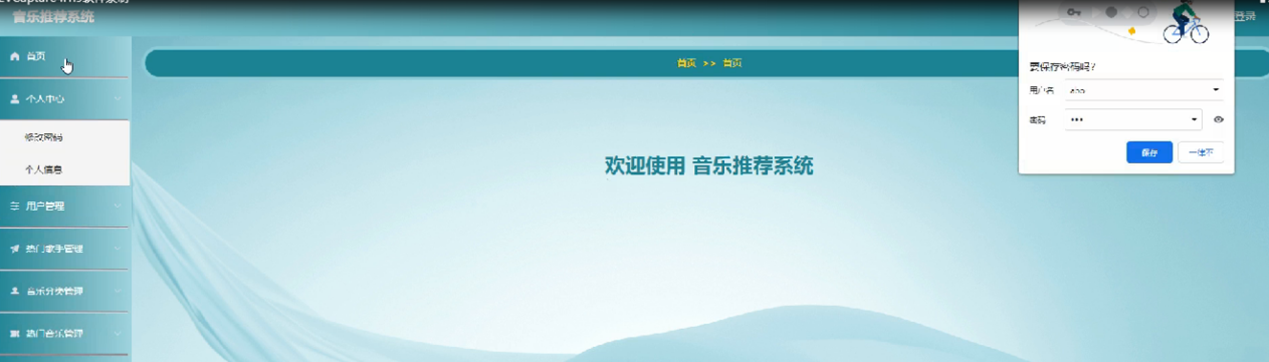 音乐推荐系统
登录
首页
首页 >> 首页
个人中心
修改密码
个人信息
用户管理
热门歌手管理
音乐分类管理
热门音乐管理
欢迎使用 音乐推荐系统
要保存密码吗?
用户名
密码 •••
保存
一律不